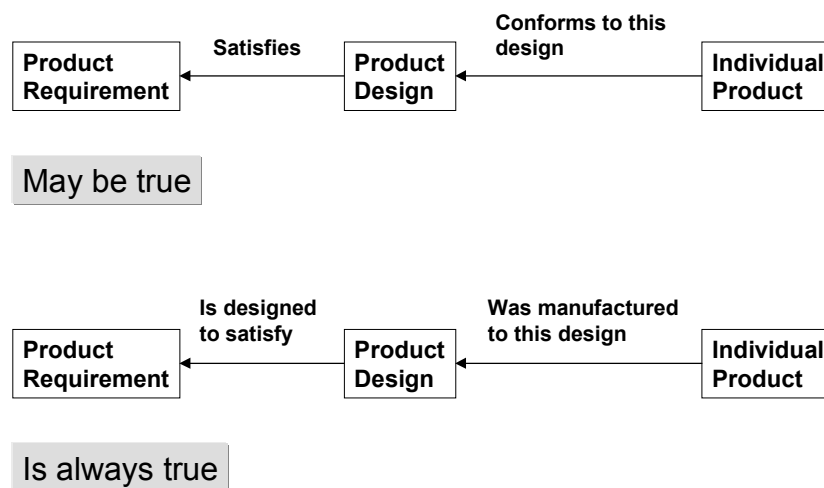 Conforms to this
design
Satisfies
Product
Requirement
Product
Design
Individual
Product
May be true
Is designed
to satisfy
Was manufactured
to this design
Product
Requirement
Product
Design
Individual
Product
Is always true